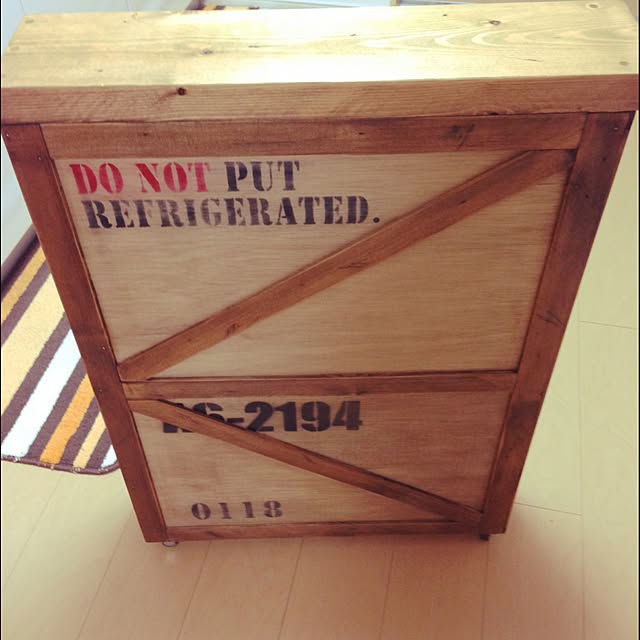 DO NOT PUT
REFRIGERATED.
-2194
0118